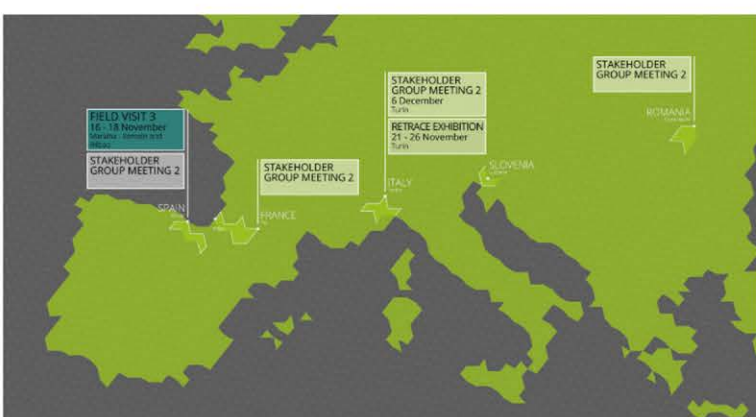 FIELD VISIT 3
16 - 18 November
STAKEHOLDER
GROUP MEETING 2
SPAIN
STAKEHOLDER
GROUP MEETING 2
FRANCE
STAKEHOLDER
GROUP MEETING 2
6 December
Turin
RETRACE EXHIBITION
21 - 26 November
Turin
ITALY
SLOVENIA
STAKEHOLDER
GROUP MEETING 2
ROMANIA